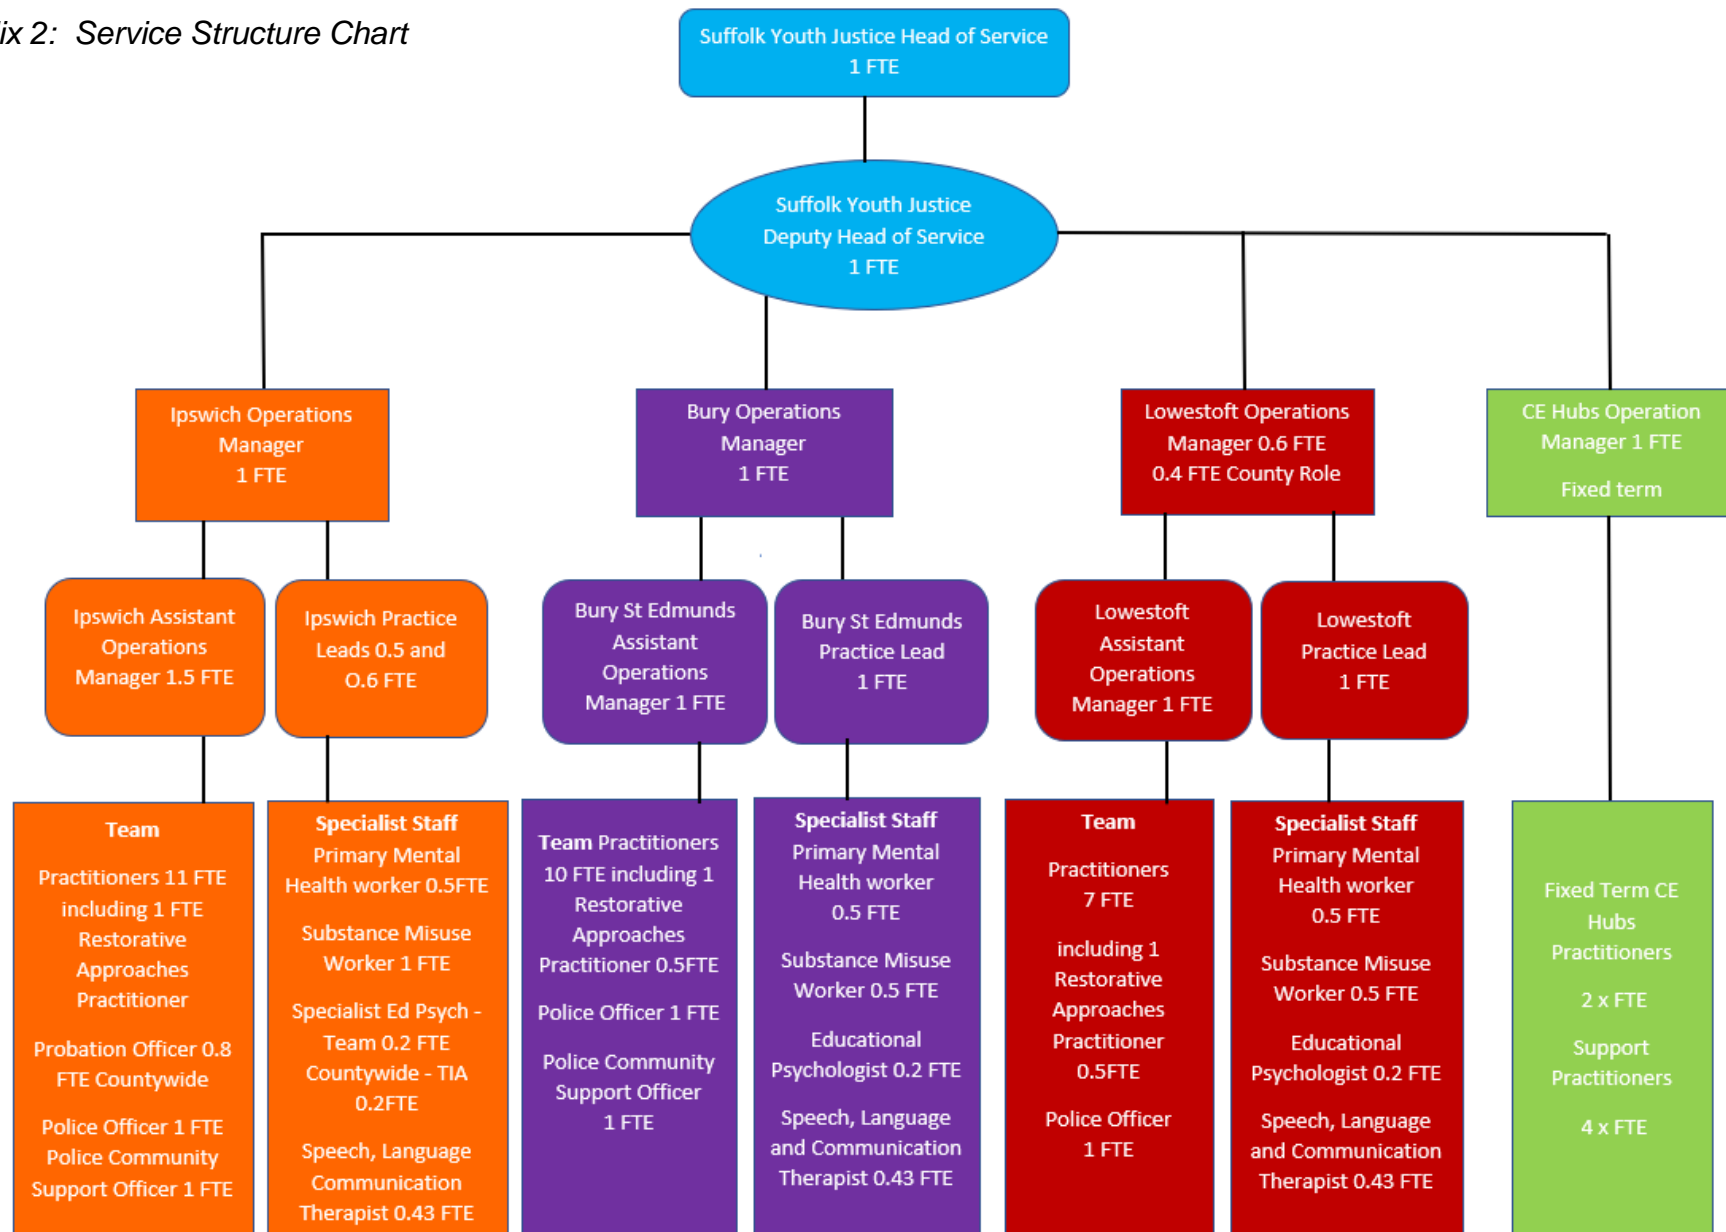 ix 2:  Service Structure Chart
Suffolk Youth Justice Head of Service
1 FTE
Suffolk Youth Justice
Deputy Head of Service
1 FTE
Ipswich Operations
Manager
1 FTE
Bury Operations
Manager
1 FTE
Lowestoft Operations
Manager 0.6 FTE
0.4 FTE County Role
CE Hubs Operation
Manager 1 FTE
Fixed term
Ipswich Assistant
Operations
Manager 1.5 FTE
Ipswich Practice
Leads 0.5 and
O.6 FTE
Bury St Edmunds
Assistant
Operations
Manager 1 FTE
Bury St Edmunds
Practice Lead
1 FTE
Lowestoft
Assistant
Operations
Manager 1 FTE
Lowestoft
Practice Lead
1 FTE
Team
Practitioners 11 FTE
including 1 FTE
Restorative
Approaches
Practitioner
Probation Officer 0.8
FTE Countywide
Police Officer 1 FTE
Police Community
Support Officer 1 FTE
Specialist Staff
Primary Mental
Health worker 0.5FTE
Substance Misuse
Worker 1 FTE
Specialist Ed Psych -
Team 0.2 FTE
Countywide - TIA
0.2FTE
Speech, Language
Communication
Therapist 0.43 FTE
Team Practitioners
10 FTE including 1
Restorative
Approaches
Practitioner 0.5FTE
Police Officer 1 FTE
Police Community
Support Officer
1 FTE
Specialist Staff
Primary Mental
Health worker
0.5 FTE
Substance Misuse
Worker 0.5 FTE
Educational
Psychologist 0.2 FTE
Speech, Language
and Communication
Therapist 0.43 FTE
Team
Practitioners
7 FTE
including 1
Restorative
Approaches
Practitioner
0.5FTE
Police Officer
1 FTE
Specialist Staff
Primary Mental
Health worker
0.5 FTE
Substance Misuse
Worker 0.5 FTE
Educational
Psychologist 0.2 FTE
Speech, Language
and Communication
Therapist 0.43 FTE
Fixed Term CE
Hubs
Practitioners
2 x FTE
Support
Practitioners
4 x FTE